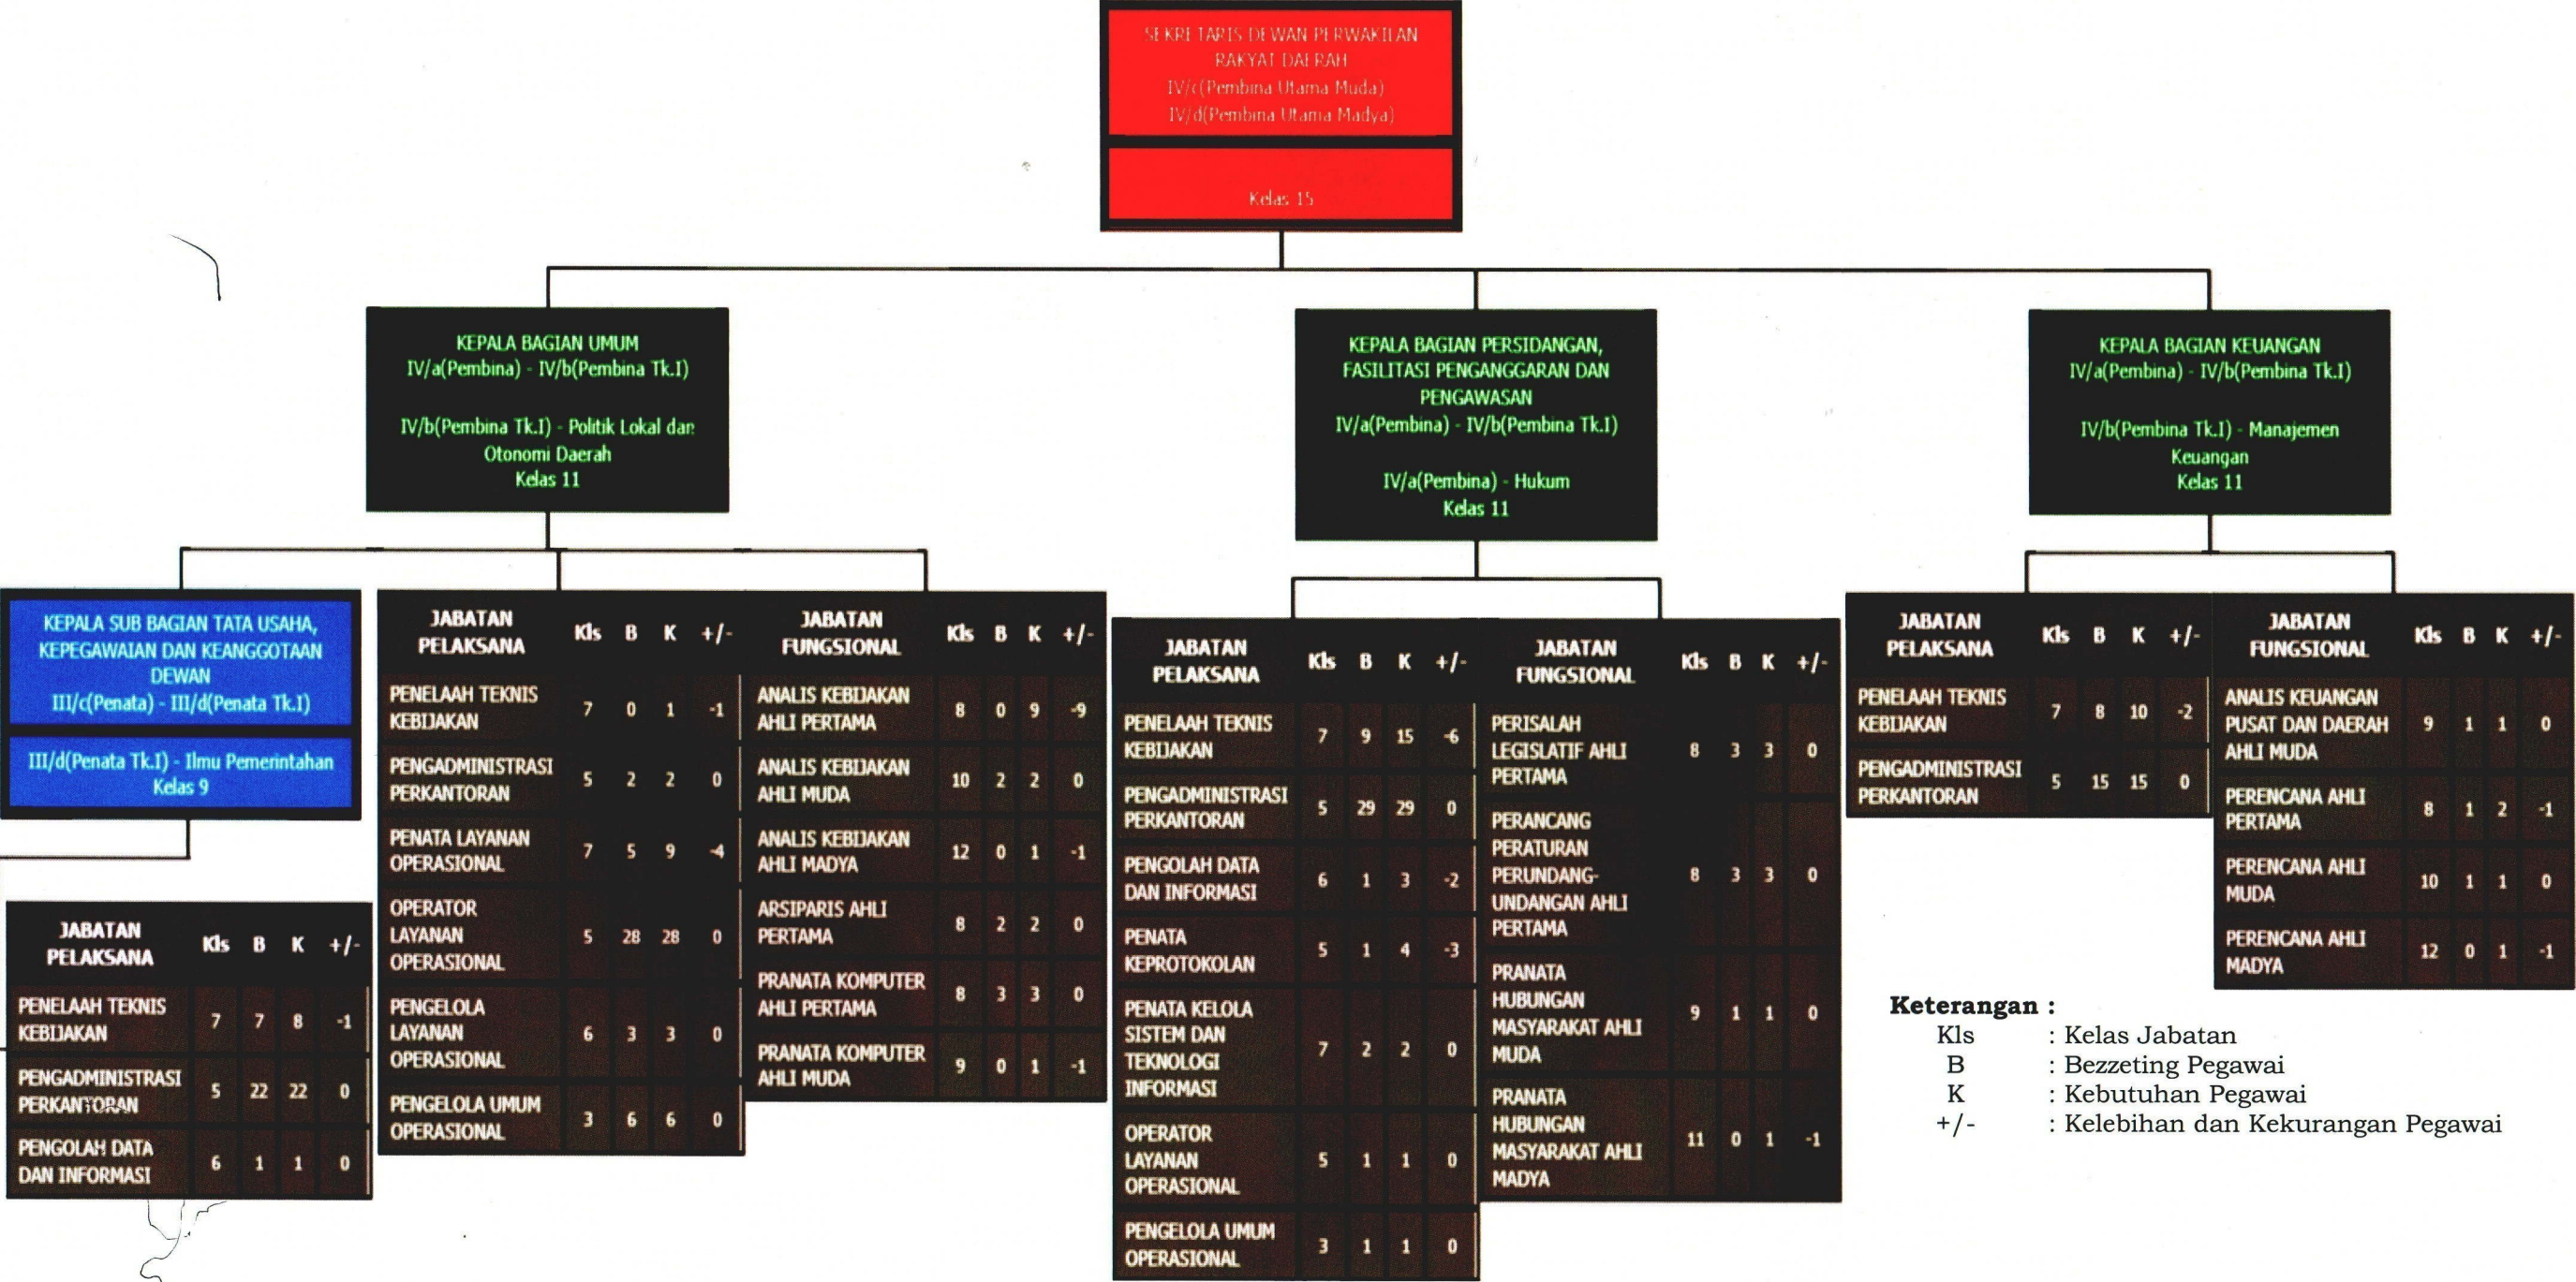 SEKRETARIS DEWAN PERWAKILAN
RAKYAT DAERAH
IV/c(Pembina Utama Muda)
IV/d(Pembina Utama Madya)
Kelas 15
KEPALA BAGIAN UMUM
IV/a(Pembina) - IV/b(Pembina Tk.I)
IV/b(Pembina Tk.I) - Politik Lokal dan
Otonomi Daerah
Kelas 11
KEPALA BAGIAN PERSIDANGAN,
FASILITASI PENGANGGARAN DAN
PENGAWASAN
IV/a(Pembina) - IV/b(Pembina Tk.I)
IV/a(Pembina) - Hukum
Kelas 11
KEPALA BAGIAN KEUANGAN
IV/a(Pembina) - IV/b(Pembina Tk.I)
IV/b(Pembina Tk.I) - Manajemen
Keuangan
Kelas 11
KEPALA SUB BAGIAN TATA USAHA,
KEPEGAWAIAN DAN KEANGGOTAAN
DEWAN
III/c(Penata) - III/d(Penata Tk.I)
III/d(Penata Tk.I) - Ilmu Pemerintahan
Kelas 9
JABATAN
PELAKSANA Kls B K +/-
PENELAAH TEKNIS
KEBIJAKAN 7 7 8 -1
PENGADMINISTRASI
PERKANTORAN 5 22 22 0
PENGOLAH DATA
DAN INFORMASI 6 1 1 0
JABATAN
PELAKSANA Kls B K +/-
PENELAAH TEKNIS
KEBIJAKAN 7 0 1 -1
PENGADMINISTRASI
PERKANTORAN 5 2 2 0
PENATA LAYANAN
OPERASIONAL 7 5 9 -4
OPERATOR
LAYANAN 5 28 28 0
OPERASIONAL
PENGELOLA
LAYANAN 6 3 3 0
OPERASIONAL
PENGELOLA UMUM
OPERASIONAL 3 6 6 0
JABATAN
FUNGSIONAL Kls B K +/-
ANALIS KEBIJAKAN
AHLI PERTAMA 8 0 9 -9
ANALIS KEBIJAKAN
AHLI MUDA 10 2 2 0
ANALIS KEBIJAKAN
AHLI MADYA 12 0 1 -1
ARSIPARIS AHLI
PERTAMA 8 2 2 0
PRANATA KOMPUTER
AHLI PERTAMA 8 3 3 0
PRANATA KOMPUTER
AHLI MUDA 9 0 1 -1
JABATAN
PELAKSANA Kls B K +/-
PENELAAH TEKNIS
KEBIJAKAN 7 9 15 -6
PENGADMINISTRASI
PERKANTORAN 5 29 29 0
PENGOLAH DATA
DAN INFORMASI 6 1 3 -2
PENATA
KEPROTOKOLAN 5 1 4 -3
PENATA KELOLA
SISTEM DAN
TEKNOLOGI 7 2 2 0
INFORMASI
OPERATOR
LAYANAN 5 1 1 0
OPERASIONAL
PENGELOLA UMUM
OPERASIONAL 3 1 1 0
JABATAN
FUNGSIONAL Kls B K +/-
PERISALAH
LEGISLATIF AHLI 8 3 3 0
PERTAMA
PERANCANG
PERATURAN
PERUNDANG- 8 3 3 0
UNDANGAN AHLI
PERTAMA
PRANATA
HUBUNGAN 9 1 1 0
MASYARAKAT AHLI
MUDA
PRANATA
HUBUNGAN 11 0 1 -1
MASYARAKAT AHLI
MADYA
JABATAN
PELAKSANA Kls B K +/-
PENELAAH TEKNIS
KEBIJAKAN 7 8 10 -2
PENGADMINISTRASI
PERKANTORAN 5 15 15 0
JABATAN
FUNGSIONAL Kls B K +/-
ANALIS KEUANGAN
PUSAT DAN DAERAH 9 1 1 0
AHLI MUDA
PERENCANA AHLI
PERTAMA 8 1 2 -1
PERENCANA AHLI
MUDA 10 1 1 0
PERENCANA AHLI
MADYA 12 0 1 -1
Keterangan :
Kls : Kelas Jabatan
B : Bezzeting Pegawai
K : Kebutuhan Pegawai
+/- : Kelebihan dan Kekurangan Pegawai